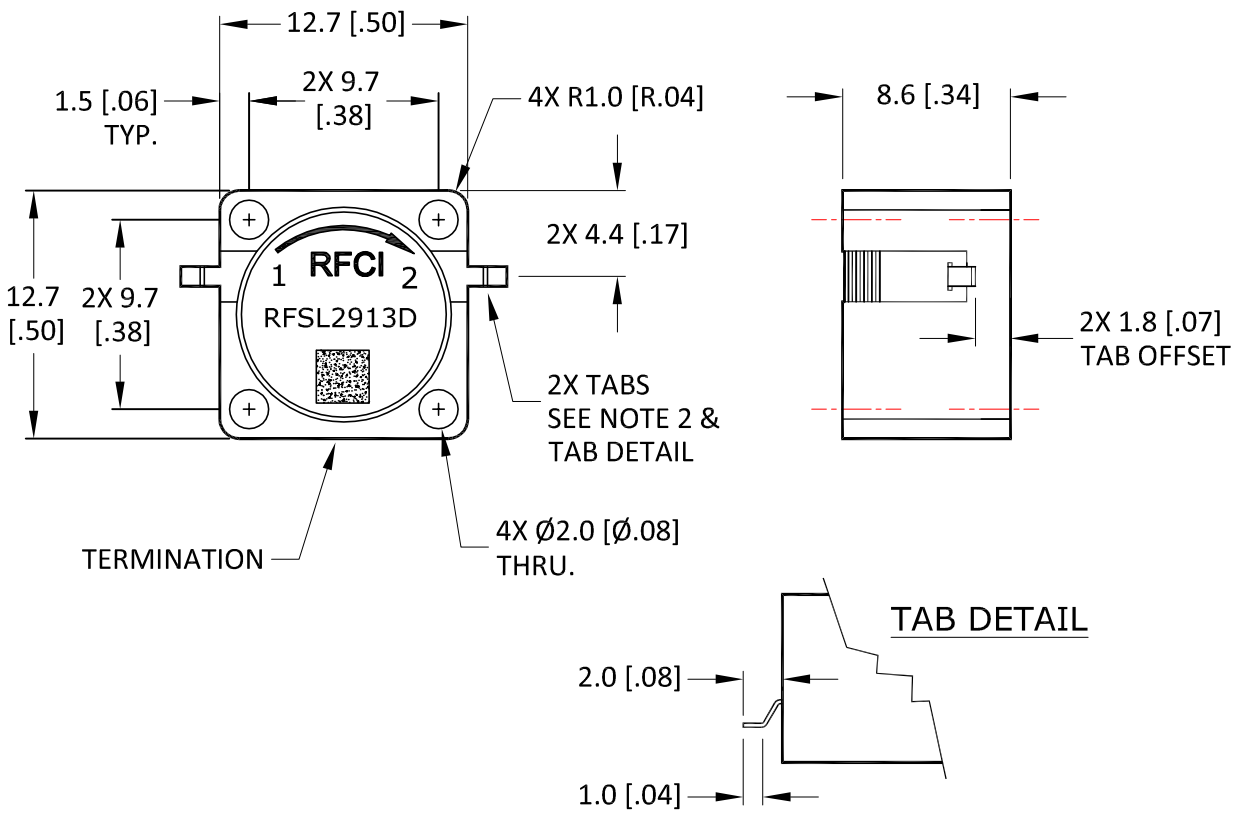 12.7 [.50]
2X 9.7
[.38]
1.5 [.06]
TYP.
4X R1.0 [R.04]
8.6 [.34]
2X 4.4 [.17]
12.7
[.50]
2X 9.7
[.38]
1
RFCI
2
RFSL2913D
2X 1.8 [.07]
TAB OFFSET
2X TABS
SEE NOTE 2 &
TAB DETAIL
TERMINATION
4X Ø2.0 [Ø.08]
THRU.
TAB DETAIL
2.0 [.08]
1.0 [.04]